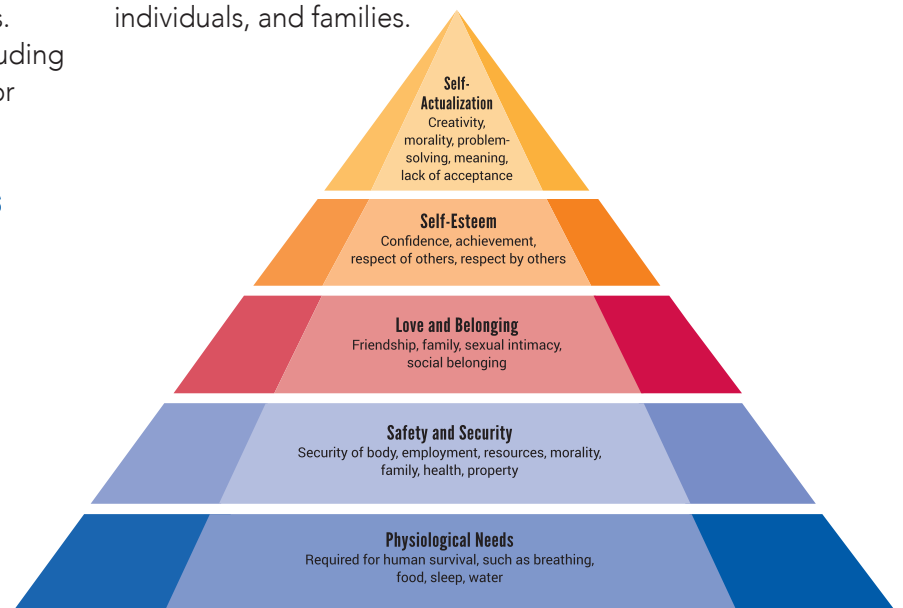 s.
individuals, and families.
uding
or
s
Self-
Actualization
Creativity,
morality, problem-
solving, meaning,
lack of acceptance
Self-Esteem
Confidence, achievement,
respect of others, respect by others
Love and Belonging
Friendship, family, sexual intimacy,
social belonging
Safety and Security
Security of body, employment, resources, morality,
family, health, property
Physiological Needs
Required for human survival, such as breathing,
food, sleep, water